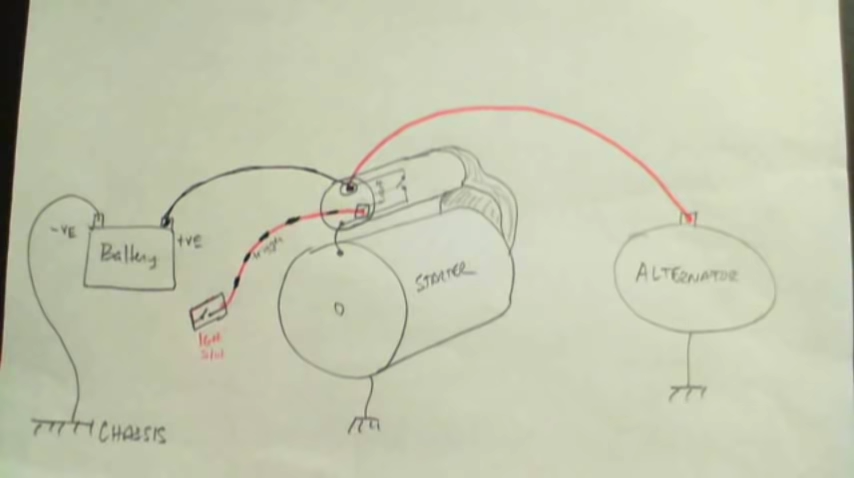 -VE
+VE
Battery
STARTER
ALTERNATOR
CHASSIS